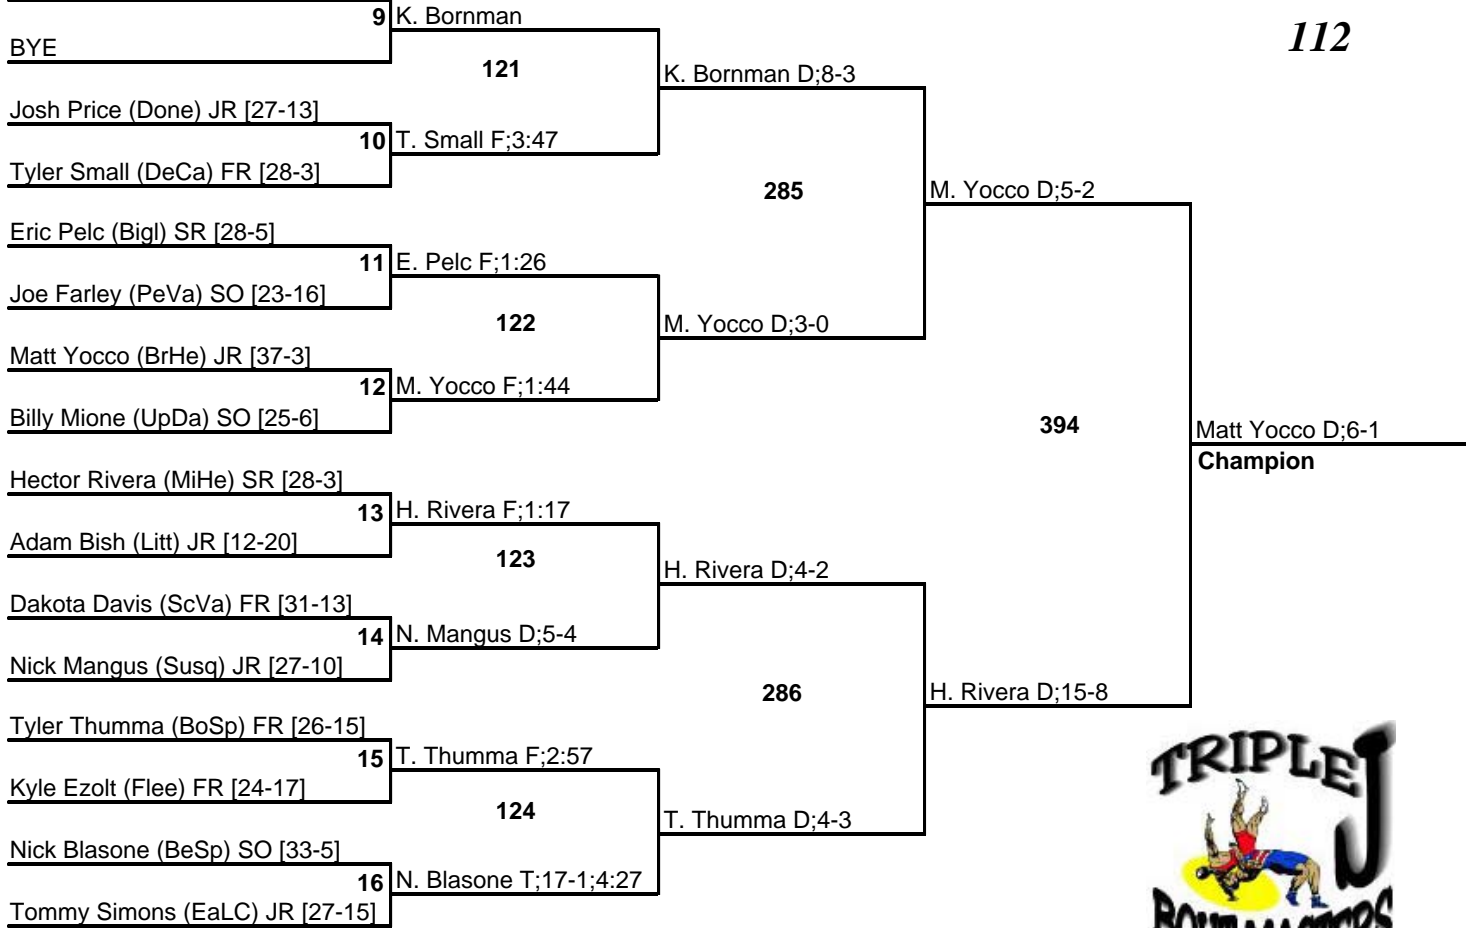 112
9 K. Bornman
BYE
121
K. Bornman D;8-3
Josh Price (Done) JR [27-13]
10 T. Small F;3:47
Tyler Small (DeCa) FR [28-3]
285
M. Yocco D;5-2
Eric Pelc (Bigl) SR [28-5]
11 E. Pelc F;1:26
Joe Farley (PeVa) SO [23-16]
122
M. Yocco D;3-0
Matt Yocco (BrHe) JR [37-3]
12 M. Yocco F;1:44
Billy Mione (UpDa) SO [25-6]
394
Matt Yocco D;6-1
Champion
Hector Rivera (MiHe) SR [28-3]
13 H. Rivera F;1:17
Adam Bish (Litt) JR [12-20]
123
H. Rivera D;4-2
Dakota Davis (ScVa) FR [31-13]
14 N. Mangus D;5-4
Nick Mangus (Susq) JR [27-10]
286
H. Rivera D;15-8
Tyler Thumma (BoSp) FR [26-15]
15 T. Thumma F;2:57
Kyle Ezolt (Flee) FR [24-17]
124
T. Thumma D;4-3
Nick Blasone (BeSp) SO [33-5]
16 N. Blasone T;17-1;4:27
Tommy Simons (EaLC) JR [27-15]
TRIPLE J
BOUTMASTERS